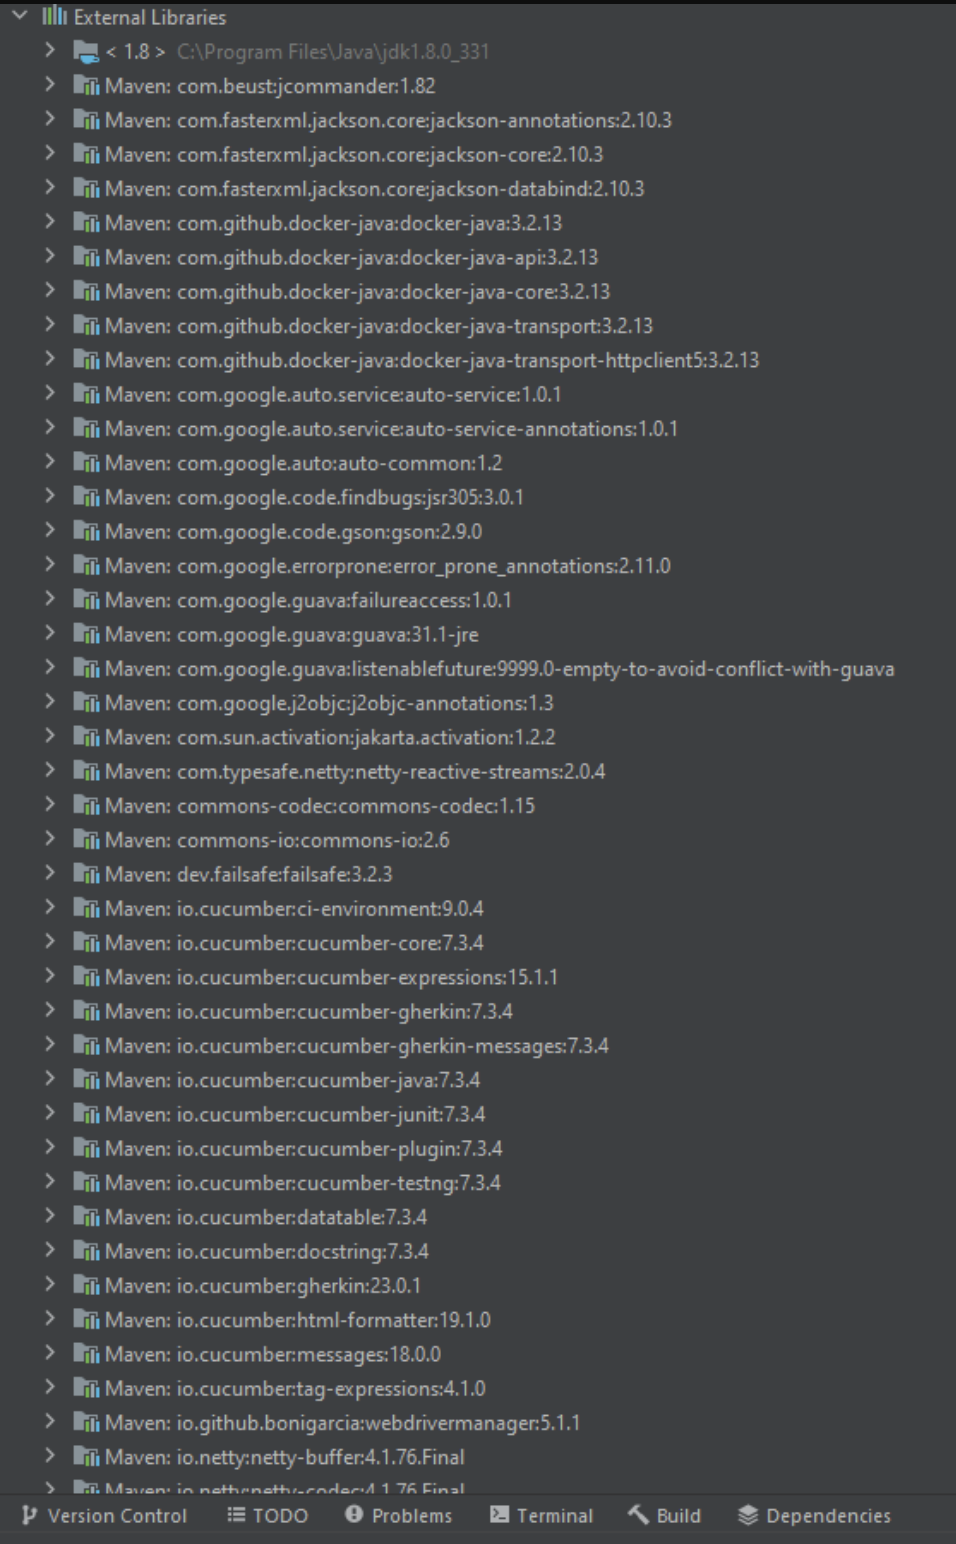 External Libraries
< 1.8 > C:\Program Files\Java\jdk1.8.0_331
Maven: com.beust:jcommander:1.82
Maven: com.fasterxml.jackson.core:jackson-annotations:2.10.3
Maven: com.fasterxml.jackson.core:jackson-core:2.10.3
Maven: com.fasterxml.jackson.core:jackson-databind:2.10.3
Maven: com.github.docker-java:docker-java:3.2.13
Maven: com.github.docker-java:docker-java-api:3.2.13
Maven: com.github.docker-java:docker-java-core:3.2.13
Maven: com.github.docker-java:docker-java-transport:3.2.13
Maven: com.github.docker-java:docker-java-transport-httpclient5:3.2.13
Maven: com.google.auto.service:auto-service:1.0.1
Maven: com.google.auto.service:auto-service-annotations:1.0.1
Maven: com.google.auto:auto-common:1.2
Maven: com.google.code.findbugs:jsr305:3.0.1
Maven: com.google.code.gson:gson:2.9.0
Maven: com.google.errorprone:error_prone_annotations:2.11.0
Maven: com.google.guava:failureaccess:1.0.1
Maven: com.google.guava:guava:31.1-jre
Maven: com.google.guava:listenablefuture:9999.0-empty-to-avoid-conflict-with-guava
Maven: com.google.j2objc:j2objc-annotations:1.3
Maven: com.sun.activation:jakarta.activation:1.2.2
Maven: com.typesafe.netty:netty-reactive-streams:2.0.4
Maven: commons-codec:commons-codec:1.15
Maven: commons-io:commons-io:2.6
Maven: dev.failsafe:failsafe:3.2.3
Maven: io.cucumber:ci-environment:9.0.4
Maven: io.cucumber:cucumber-core:7.3.4
Maven: io.cucumber:cucumber-expressions:15.1.1
Maven: io.cucumber:cucumber-gherkin:7.3.4
Maven: io.cucumber:cucumber-gherkin-messages:7.3.4
Maven: io.cucumber:cucumber-java:7.3.4
Maven: io.cucumber:cucumber-junit:7.3.4
Maven: io.cucumber:cucumber-plugin:7.3.4
Maven: io.cucumber:cucumber-testng:7.3.4
Maven: io.cucumber:datatable:7.3.4
Maven: io.cucumber:docstring:7.3.4
Maven: io.cucumber:gherkin:23.0.1
Maven: io.cucumber:html-formatter:19.1.0
Maven: io.cucumber:messages:18.0.0
Maven: io.cucumber:tag-expressions:4.1.0
Maven: io.github.bonigarcia:webdrivermanager:5.1.1
Maven: io.netty:netty-buffer:4.1.76.Final
Maven: io.netty:netty-codec:4.1.76.Final
Version Control TODO Problems Terminal Build Dependencies